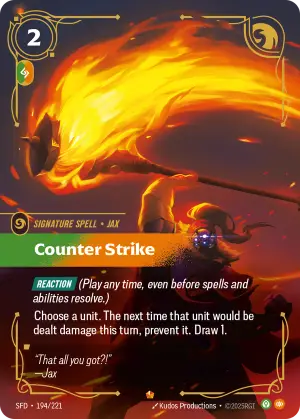 2
SIGNATURE SPELL • JAX
Counter Strike
REACTION (Play any time, even before spells and
abilities resolve.)
Choose a unit. The next time that unit would be
dealt damage this turn, prevent it. Draw 1.
“That all you got?!”
—Jax
SFD • 194/221
Kudos Productions • ©2025RGI